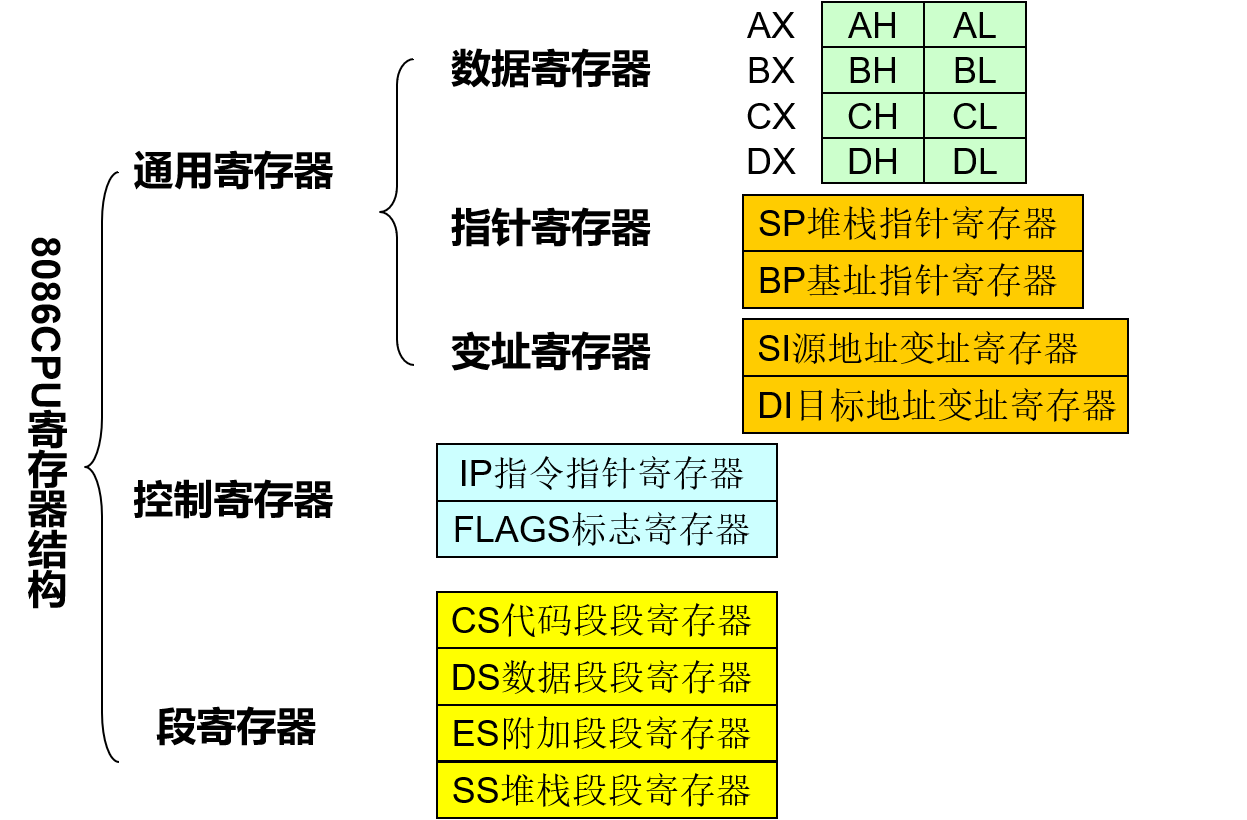 8086CPU寄存器结构
通用寄存器
数据寄存器
AX AH AL
BX BH BL
CX CH CL
DX DH DL
指针寄存器
SP堆栈指针寄存器
BP基址指针寄存器
变址寄存器
SI源地址变址寄存器
DI目标地址变址寄存器
控制寄存器
IP指令指针寄存器
FLAGS标志寄存器
段寄存器
CS代码段段寄存器
DS数据段段寄存器
ES附加段段寄存器
SS堆栈段段寄存器